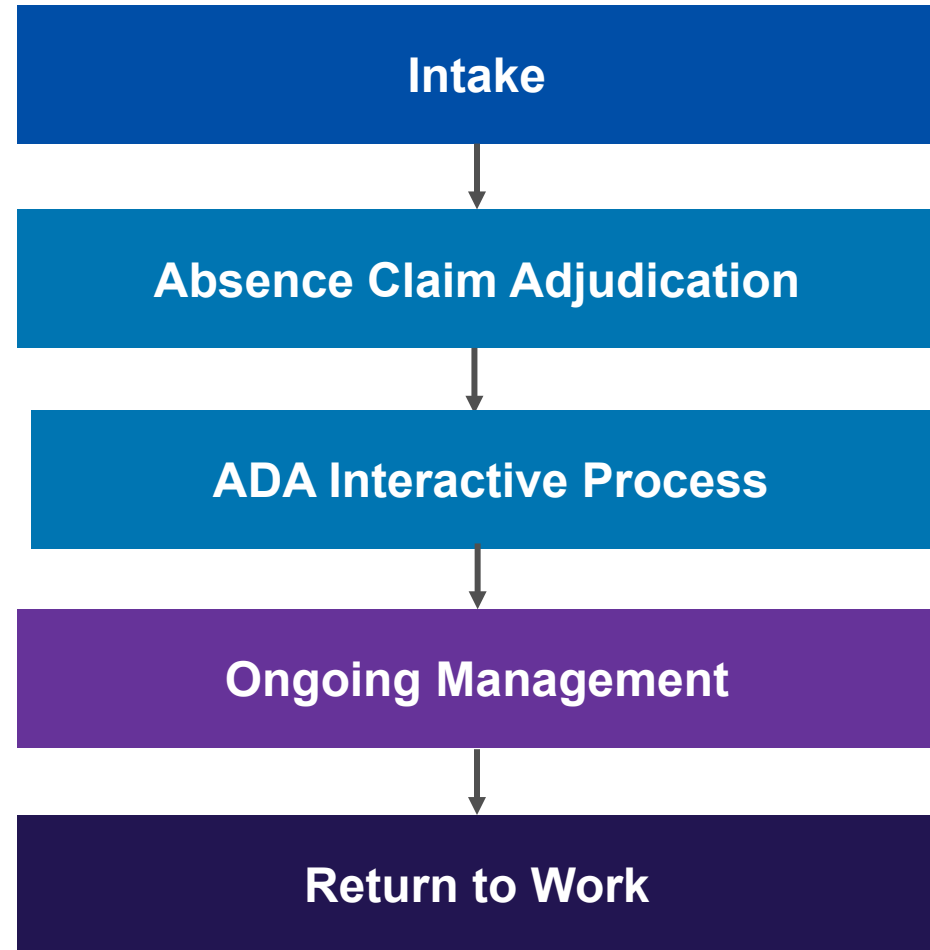 Intake
Absence Claim Adjudication
ADA Interactive Process
Ongoing Management
Return to Work